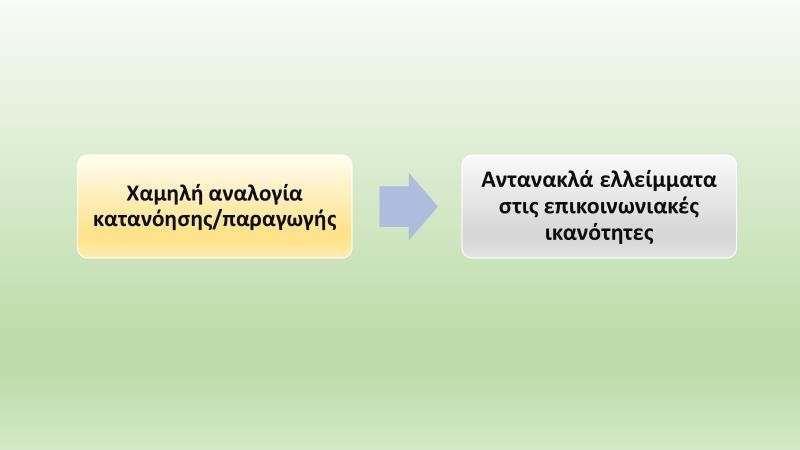 Χαμηλή αναλογία
κατανόησης/παραγωγής
Αντανακλά ελλείμματα
στις επικοινωνιακές
ικανότητες